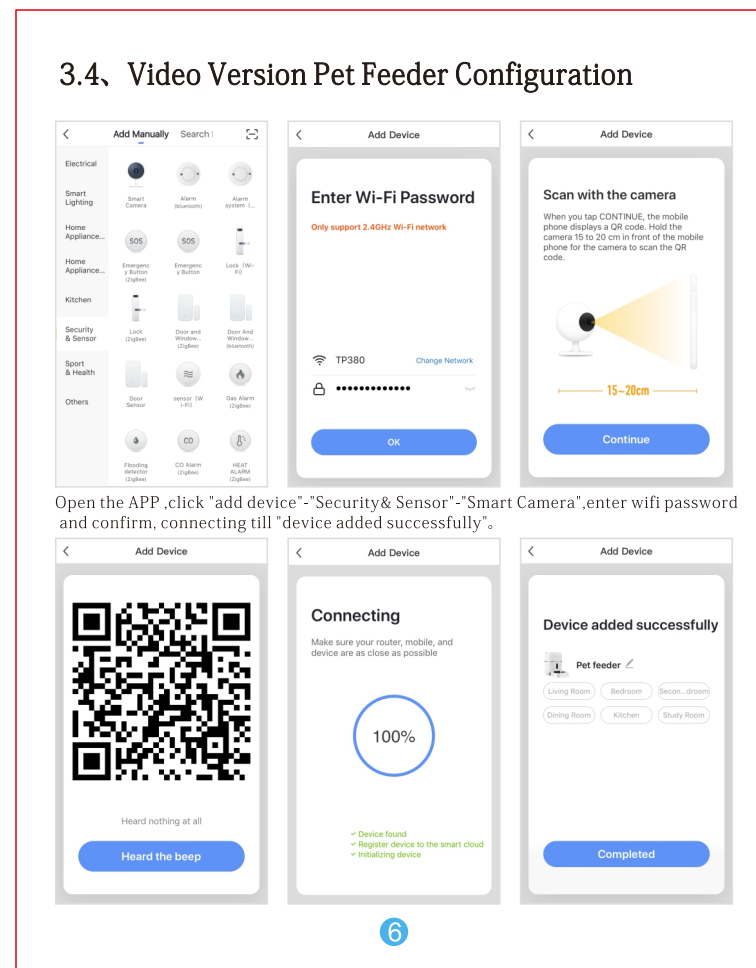 3.4、Video Version Pet Feeder Configuration
Add Manually Search
Electrical
Smart
Lighting
Home
Appliance...
Home
Appliance...
Kitchen
Security
& Sensor
Sport
& Health
Others
Smart
Camera
Alarm
(bluetooth)
Alarm
system (...
SOS
SOS
Emergenc
y Button
(ZigBee)
Emergenc
y Button
Lock (Wi-
Fi)
Lock
(ZigBee)
Door and
Window...
(ZigBee)
Door And
Window...
(bluetooth)
Door
Sensor
sensor (W
i-Fi)
Gas Alarm
(ZigBee)
CO
Flooding
detector
(ZigBee)
CO Alarm
(ZigBee)
HEAT
ALARM
(ZigBee)
Add Device
Enter Wi-Fi Password
Only support 2.4GHz Wi-Fi network
TP380 Change Network
OK
Add Device
Scan with the camera
When you tap CONTINUE, the mobile
phone displays a QR code. Hold the
camera 15 to 20 cm in front of the mobile
phone for the camera to scan the QR
code.
15~20cm
Continue
Open the APP ,click "add device"-"Security& Sensor"-"Smart Camera",enter wifi password
and confirm, connecting till "device added successfully"。
Add Device
Heard nothing at all
Heard the beep
Add Device
Connecting
Make sure your router, mobile, and
device are as close as possible
100%
✓ Device found
✓ Register device to the smart cloud
✓ Initializing device
Add Device
Device added successfully
Pet feeder
Living Room Bedroom Secon...droom
Dining Room Kitchen Study Room
Completed
6